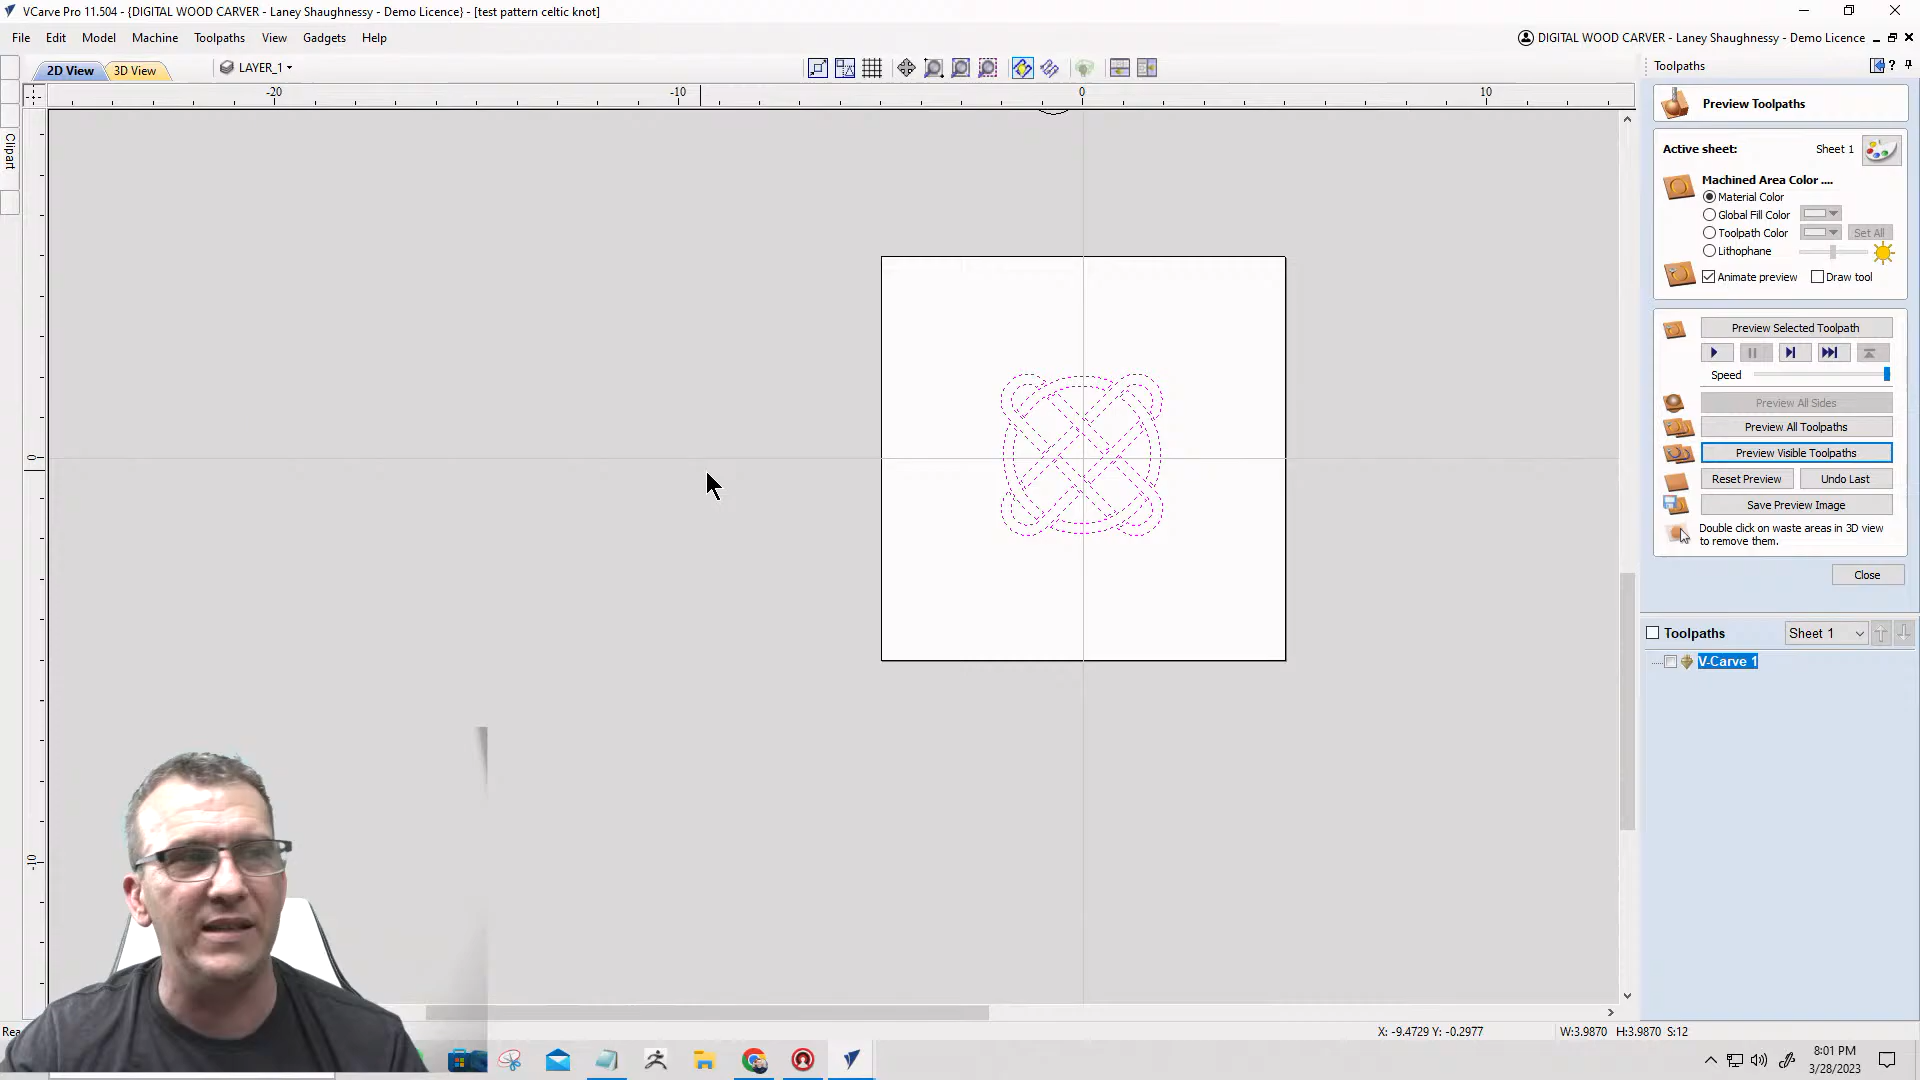 VCarve Pro 11.504 - {DIGITAL WOOD CARVER - Laney Shaughnessy - Demo Licence} - [test pattern celtic knot]
File Edit Model Machine Toolpaths View Gadgets Help
DIGITAL WOOD CARVER - Laney Shaughnessy - Demo Licence
2D View 3D View LAYER_1
Toolpaths
-20 -10 0 10
Preview Toolpaths
Clipart
Active sheet: Sheet 1
Machined Area Color ....
Material Color
Global Fill Color
Toolpath Color Set All
Lithophane
Animate preview Draw tool
Preview Selected Toolpath
Speed
Preview All Sides
Preview All Toolpaths
0
Preview Visible Toolpaths
Reset Preview Undo Last
Save Preview Image
Double click on waste areas in 3D view
to remove them.
Close
Toolpaths Sheet 1
V-Carve 1
-10
Rea
X: -9.4729 Y: -0.2977
W:3.9870 H:3.9870 S:12
8:01 PM
3/28/2023